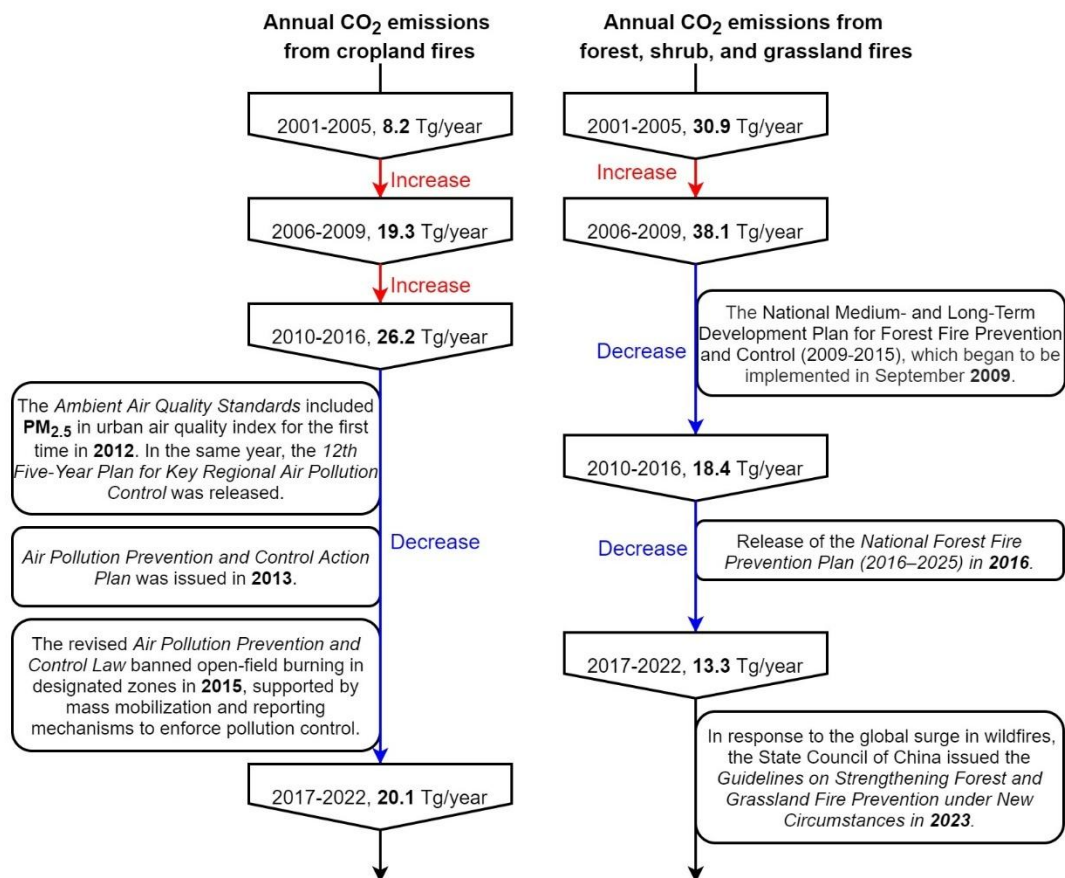 Annual CO2 emissions
from cropland fires
2001-2005, 8.2 Tg/year
Increase
2006-2009, 19.3 Tg/year
Increase
2010-2016, 26.2 Tg/year
The Ambient Air Quality Standards included
PM2.5 in urban air quality index for the first
time in 2012. In the same year, the 12th
Five-Year Plan for Key Regional Air Pollution
Control was released.
Decrease
Air Pollution Prevention and Control Action
Plan was issued in 2013.
The revised Air Pollution Prevention and
Control Law banned open-field burning in
designated zones in 2015, supported by
mass mobilization and reporting
mechanisms to enforce pollution control.
2017-2022, 20.1 Tg/year
Annual CO2 emissions from
forest, shrub, and grassland fires
2001-2005, 30.9 Tg/year
Increase
2006-2009, 38.1 Tg/year
Decrease
The National Medium- and Long-Term
Development Plan for Forest Fire Prevention
and Control (2009-2015), which began to be
implemented in September 2009.
2010-2016, 18.4 Tg/year
Decrease
Release of the National Forest Fire
Prevention Plan (2016–2025) in 2016.
2017-2022, 13.3 Tg/year
In response to the global surge in wildfires,
the State Council of China issued the
Guidelines on Strengthening Forest and
Grassland Fire Prevention under New
Circumstances in 2023.